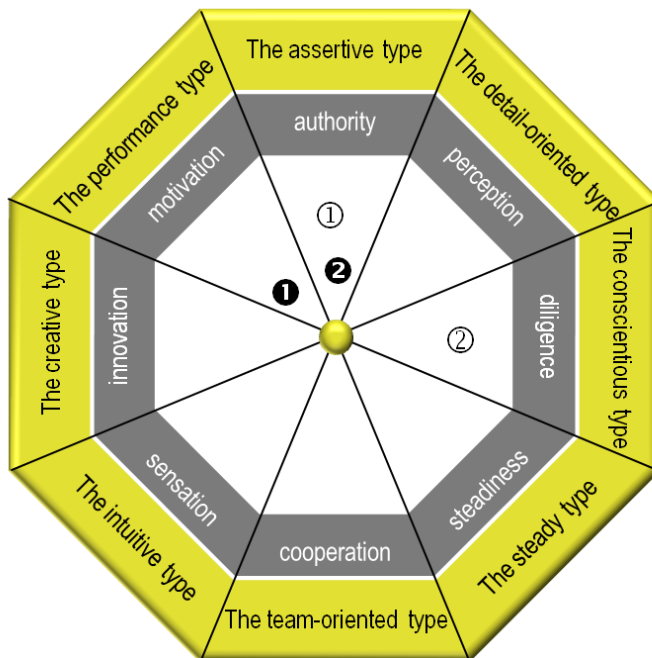 The assertive type
The detail-oriented type
The conscientious type
The steady type
The team-oriented type
The intuitive type
The creative type
The performance type
authority
perception
diligence
steadiness
cooperation
sensation
innovation
motivation
①
❷
❶
②